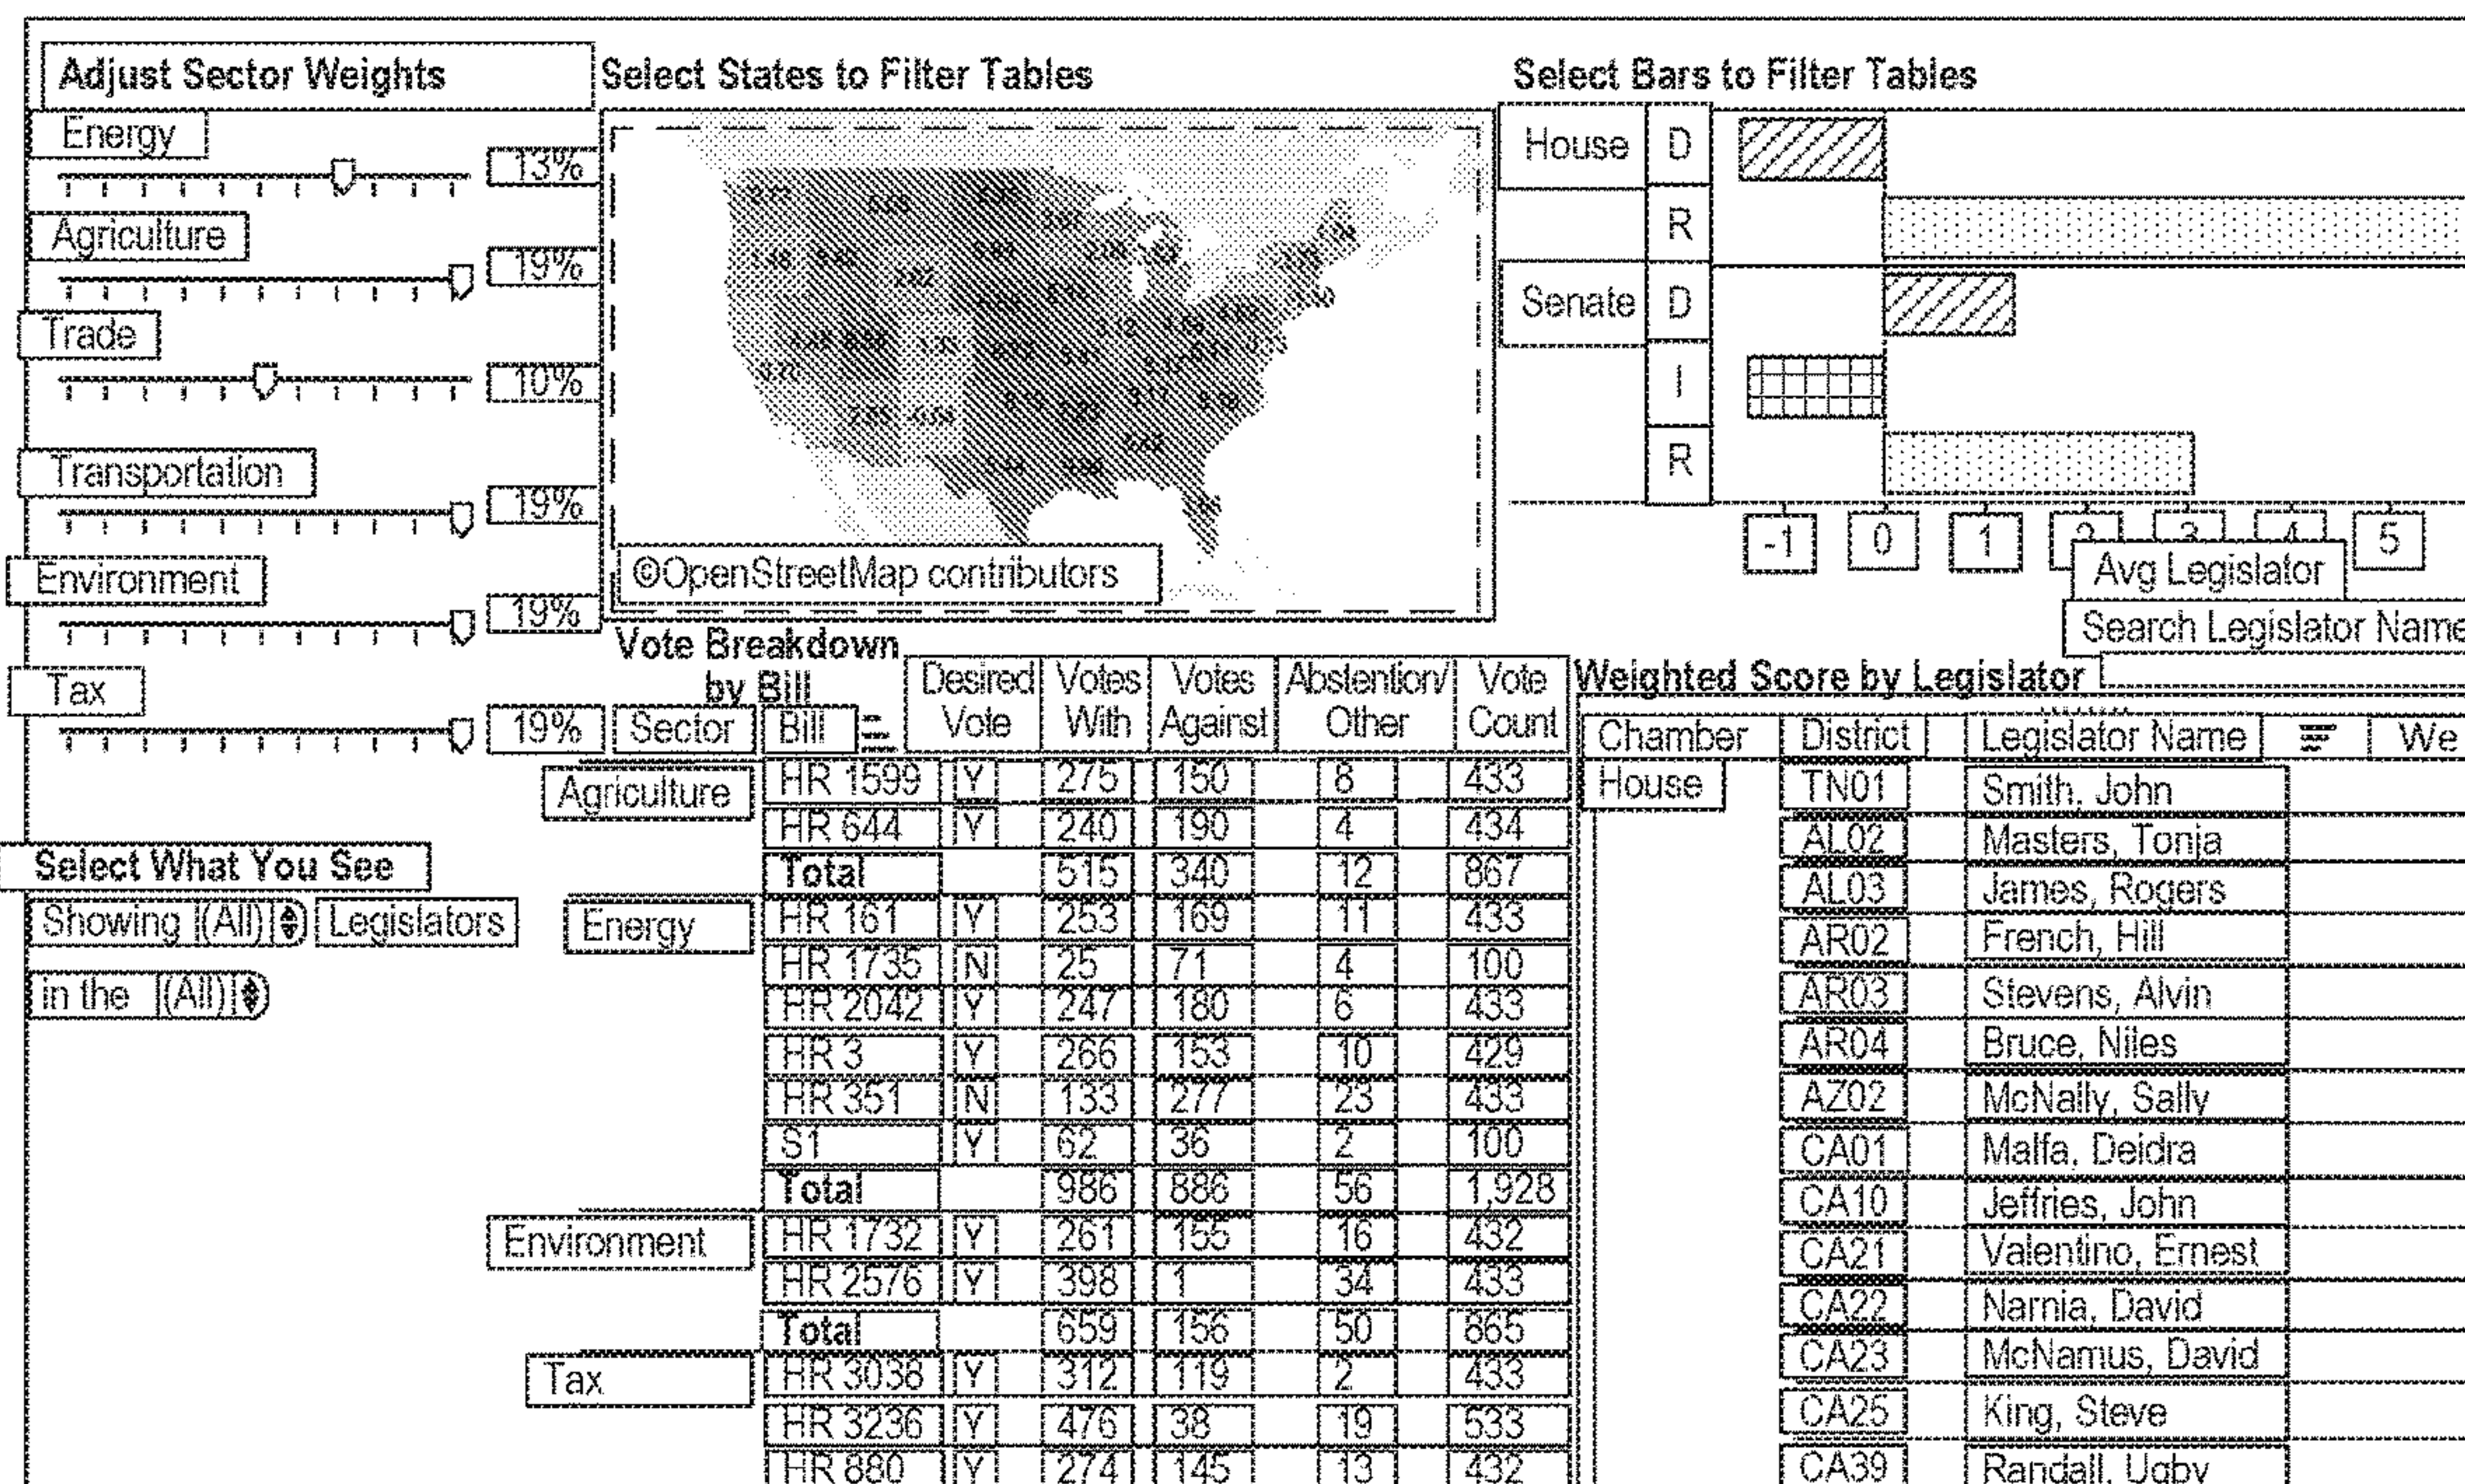 Adjust Sector Weights
Energy
13%
Agriculture
19%
Trade
10%
Transportation
19%
Environment
19%
Tax
19%
Select What You See
Showing (All) Legislators
in the (All)
Select States to Filter Tables
©OpenStreetMap contributors
Select Bars to Filter Tables
House D
R
Senate D
I
R
-1 0 1 2 3 4 5
Avg Legislator
Search Legislator Name
Vote Breakdown
by Bill
Sector Bill Desired Vote Votes With Votes Against Abstention/ Other Vote Count
Agriculture HR 1599 Y 275 150 8 433
HR 644 Y 240 190 4 434
Total 515 340 12 867
Energy HR 161 Y 253 169 11 433
HR 1735 N 25 71 4 100
HR 2042 Y 247 180 6 433
HR 3 Y 266 153 10 429
HR 351 N 133 277 23 433
S1 Y 62 36 2 100
Total 986 886 56 1,928
Environment HR 1732 Y 261 155 16 432
HR 2576 Y 398 1 34 433
Total 659 156 50 865
Tax HR 3038 Y 312 119 2 433
HR 3236 Y 476 38 19 533
HR 880 Y 274 145 13 432
Weighted Score by Legislator
Chamber District Legislator Name We
House TN01 Smith, John
AL02 Masters, Tonja
AL03 James, Rogers
AR02 French, Hill
AR03 Stevens, Alvin
AR04 Bruce, Niles
AZ02 McNally, Sally
CA01 Malfa, Deidra
CA10 Jeffries, John
CA21 Valentino, Ernest
CA22 Narnia, David
CA23 McNamus, David
CA25 King, Steve
CA39 Randall, Ugby